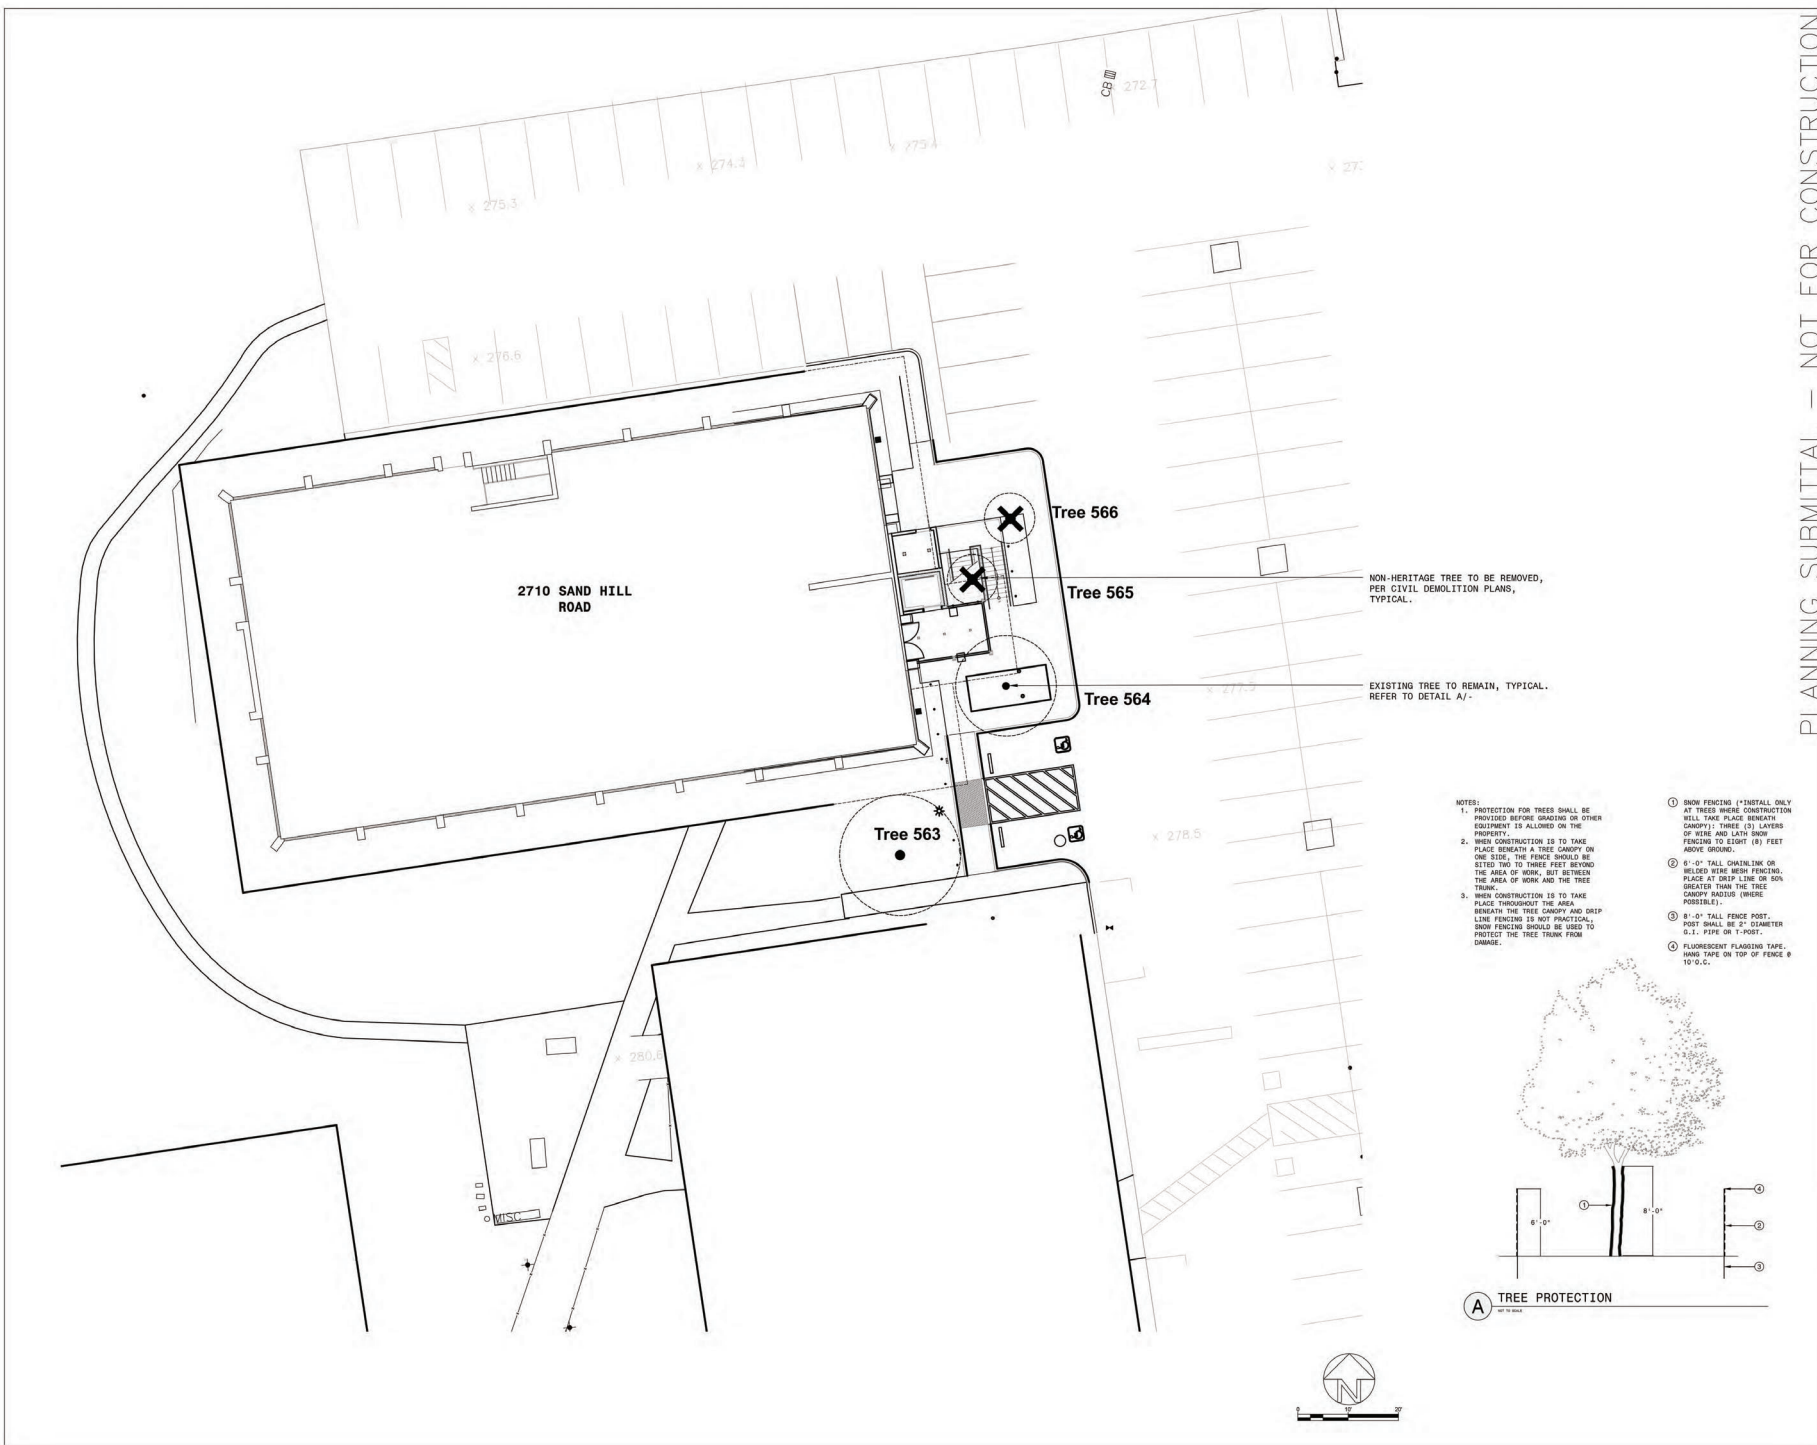 PLANNING SUBMITTAL – NOT FOR CONSTRUCTION
CB
x 272.7
x 275.4
x 274.3
x 275.3
x 276.6
Tree 566
2710 SAND HILL
ROAD
Tree 565
NON-HERITAGE TREE TO BE REMOVED,
PER CIVIL DEMOLITION PLANS,
TYPICAL.
EXISTING TREE TO REMAIN, TYPICAL.
REFER TO DETAIL A/-
Tree 564
x 277.5
Tree 563
x 278.5
x 280.6
MISC
NOTES:
1. PROTECTION FOR TREES SHALL BE
PROVIDED BEFORE GRADING OR OTHER
EQUIPMENT IS ALLOWED ON THE
PROPERTY.
2. WHEN CONSTRUCTION IS TO TAKE
PLACE BENEATH A TREE CANOPY ON
ONE SIDE, THE FENCE SHOULD BE
SITED TWO TO THREE FEET BEYOND
THE AREA OF WORK, BUT BETWEEN
THE AREA OF WORK AND THE TREE
TRUNK.
3. WHEN CONSTRUCTION IS TO TAKE
PLACE THROUGHOUT THE AREA
BENEATH THE TREE CANOPY AND DRIP
LINE FENCING IS NOT PRACTICAL,
SNOW FENCING SHOULD BE USED TO
PROTECT THE TREE TRUNK FROM
DAMAGE.
1 SNOW FENCING (*INSTALL ONLY
AT TREES WHERE CONSTRUCTION
WILL TAKE PLACE BENEATH
CANOPY): THREE (3) LAYERS
OF WIRE AND LATH SNOW
FENCING TO EIGHT (8) FEET
ABOVE GROUND.
2 6'-0" TALL CHAINLINK OR
WELDED WIRE MESH FENCING.
PLACE AT DRIP LINE OR 50%
GREATER THAN THE TREE
CANOPY RADIUS (WHERE
POSSIBLE).
3 8'-0" TALL FENCE POST.
POST SHALL BE 2" DIAMETER
G.I. PIPE OR T-POST.
4 FLUORESCENT FLAGGING TAPE.
HANG TAPE ON TOP OF FENCE @
10'O.C.
4
1
6'-0"
8'-0"
2
3
A TREE PROTECTION
NOT TO SCALE
N
0 10' 20'